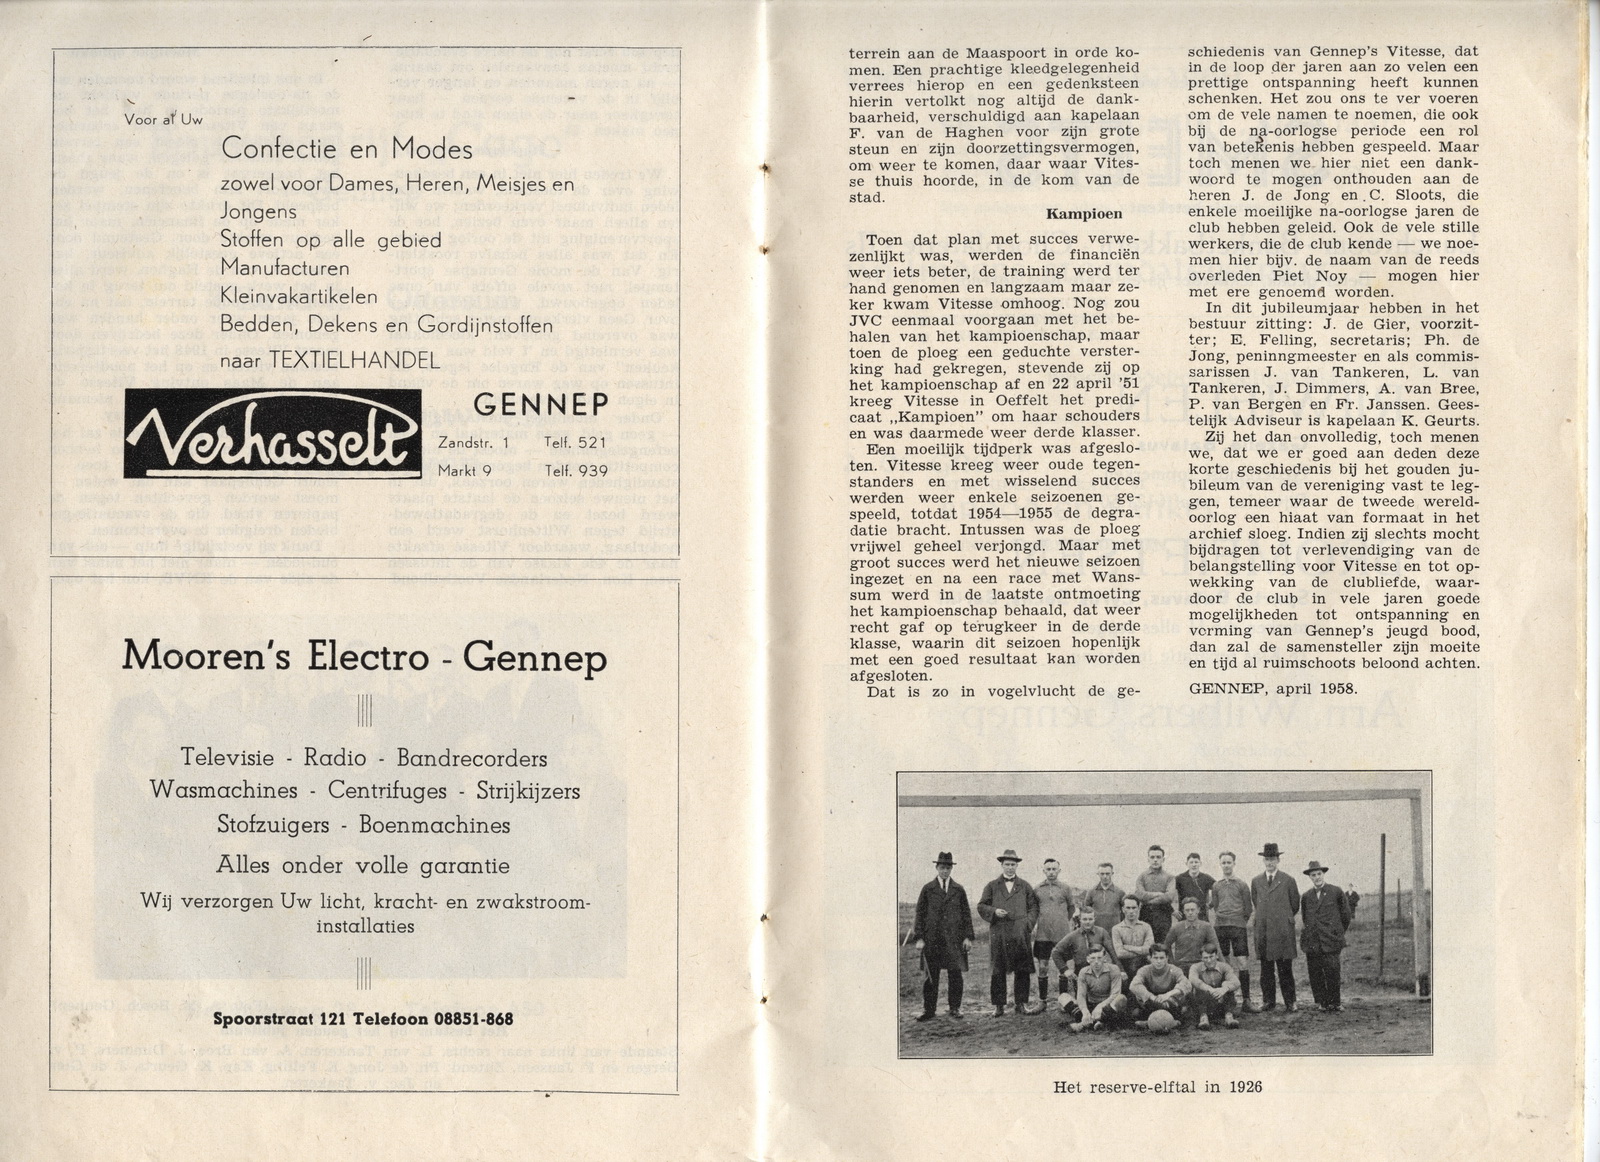 Voor al Uw
Confectie en Modes
zowel voor Dames, Heren, Meisjes en
Jongens
Stoffen op alle gebied
Manufacturen
Kleinvakartikelen
Bedden, Dekens en Gordijnstoffen
naar TEXTIELHANDEL
Verhasselt
GENNEP
Zandstr. 1 Telf. 521
Markt 9 Telf. 939
Mooren's Electro - Gennep
Televisie - Radio - Bandrecorders
Wasmachines - Centrifuges - Strijkijzers
Stofzuigers - Boenmachines
Alles onder volle garantie
Wij verzorgen Uw licht, kracht- en zwakstroom-
installaties
Spoorstraat 121 Telefoon 08851-868
terrein aan de Maaspoort in orde ko-
men. Een prachtige kleedgelegenheid
verrees hierop en een gedenksteen
hierin vertolkt nog altijd de dank-
baarheid, verschuldigd aan kapelaan
F. van de Haghen voor zijn grote
steun en zijn doorzettingsvermogen,
om weer te komen, daar waar Vites-
se thuis hoorde, in de kom van de
stad.
Kampioen
Toen dat plan met succes verwe-
zenlijkt was, werden de financiën
weer iets beter, de training werd ter
hand genomen en langzaam maar ze-
ker kwam Vitesse omhoog. Nog zou
JVC eenmaal voorgaan met het be-
halen van het kampioenschap, maar
toen de ploeg een geduchte verster-
king had gekregen, stevende zij op
het kampioenschap af en 22 april '51
kreeg Vitesse in Oeffelt het predi-
caat „Kampioen" om haar schouders
en was daarmede weer derde klasser.
Een moeilijk tijdperk was afgeslo-
ten. Vitesse kreeg weer oude tegen-
standers en met wisselend succes
werden weer enkele seizoenen ge-
speeld, totdat 1954—1955 de degra-
datie bracht. Intussen was de ploeg
vrijwel geheel verjongd. Maar met
groot succes werd het nieuwe seizoen
ingezet en na een race met Wans-
sum werd in de laatste ontmoeting
het kampioenschap behaald, dat weer
recht gaf op terugkeer in de derde
klasse, waarin dit seizoen hopenlijk
met een goed resultaat kan worden
afgesloten.
Dat is zo in vogelvlucht de ge-
schiedenis van Gennep's Vitesse, dat
in de loop der jaren aan zo velen een
prettige ontspanning heeft kunnen
schenken. Het zou ons te ver voeren
om de vele namen te noemen, die ook
bij de na-oorlogse periode een rol
van betekenis hebben gespeeld. Maar
toch menen we hier niet een dank-
woord te mogen onthouden aan de
heren J. de Jong en C. Sloots, die
enkele moeilijke na-oorlogse jaren de
club hebben geleid. Ook de vele stille
werkers, die de club kende — we noe-
men hier bijv. de naam van de reeds
overleden Piet Noy — mogen hier
met ere genoemd worden.
In dit jubileumjaar hebben in het
bestuur zitting: J. de Gier, voorzit-
ter; E. Felling, secretaris; Ph. de
Jong, peninngmeester en als commis-
sarissen J. van Tankeren, L. van
Tankeren, J. Dimmers, A. van Bree,
P. van Bergen en Fr. Janssen. Gees-
telijk Adviseur is kapelaan K. Geurts.
Zij het dan onvolledig, toch menen
we, dat we er goed aan deden deze
korte geschiedenis bij het gouden ju-
bileum van de vereniging vast te leg-
gen, temeer waar de tweede wereld-
oorlog een hiaat van formaat in het
archief sloeg. Indien zij slechts mocht
bijdragen tot verlevendiging van de
belangstelling voor Vitesse en tot op-
wekking van de clubliefde, waar-
door de club in vele jaren goede
mogelijkheden tot ontspanning en
vorming van Gennep's jeugd bood,
dan zal de samensteller zijn moeite
en tijd al ruimschoots beloond achten.
GENNEP, april 1958.
Het reserve-elftal in 1926